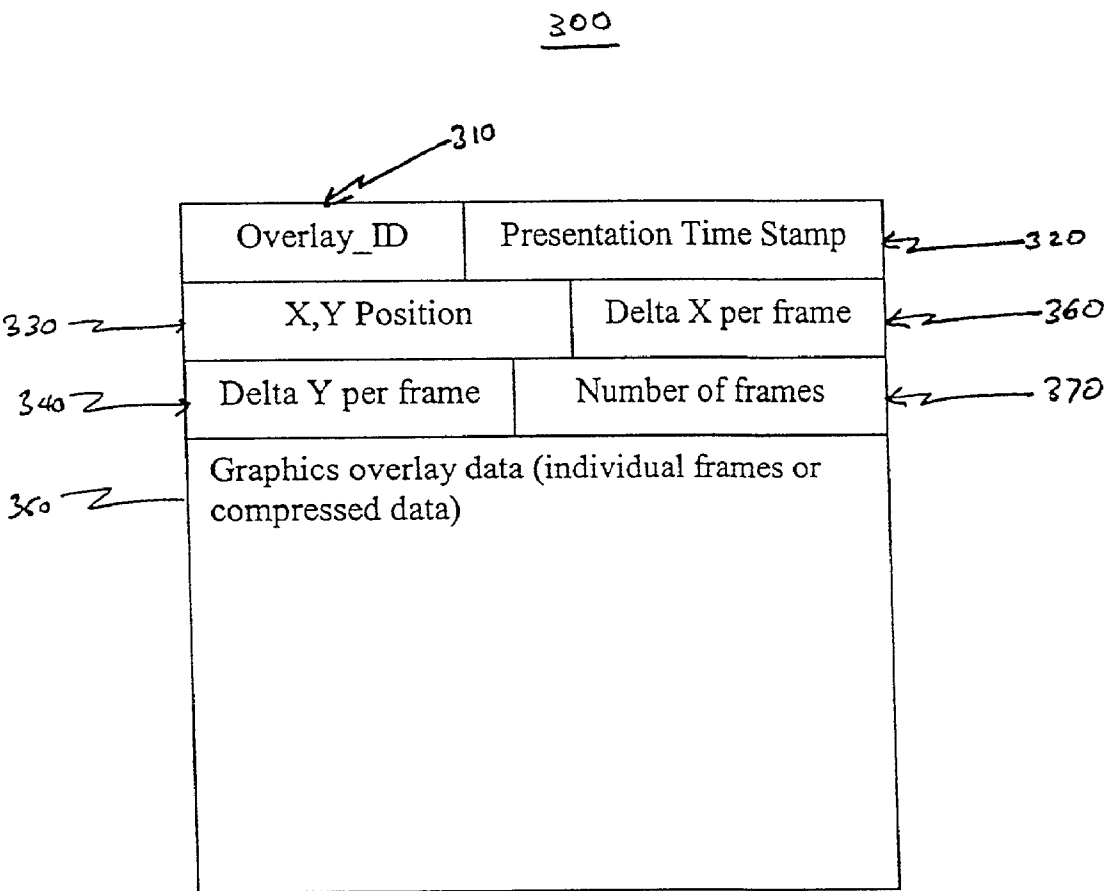 300
310
Overlay_ID Presentation Time Stamp
320
330
X,Y Position Delta X per frame
360
340
Delta Y per frame Number of frames
370
350
Graphics overlay data (individual frames or
compressed data)